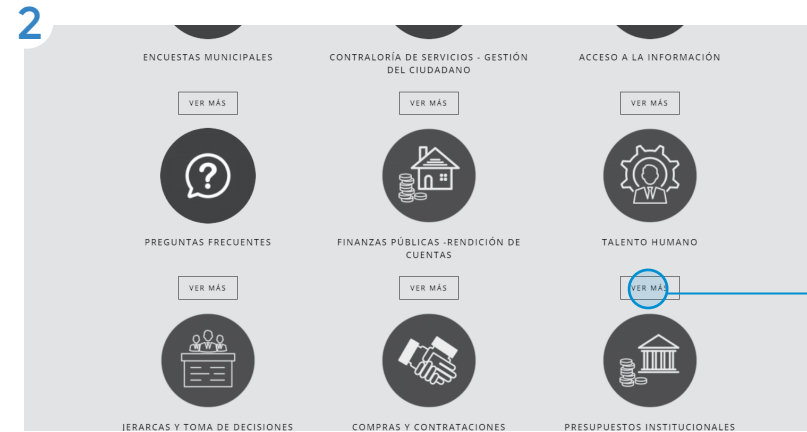 2
ENCUESTAS MUNICIPALES
CONTRALORÍA DE SERVICIOS - GESTIÓN
DEL CIUDADANO
ACCESO A LA INFORMACIÓN
VER MÁS
VER MÁS
VER MÁS
?
PREGUNTAS FRECUENTES
FINANZAS PÚBLICAS -RENDICIÓN DE
CUENTAS
TALENTO HUMANO
VER MÁS
VER MÁS
VER MÁS
JERARCAS Y TOMA DE DECISIONES
COMPRAS Y CONTRATACIONES
PRESUPUESTOS INSTITUCIONALES